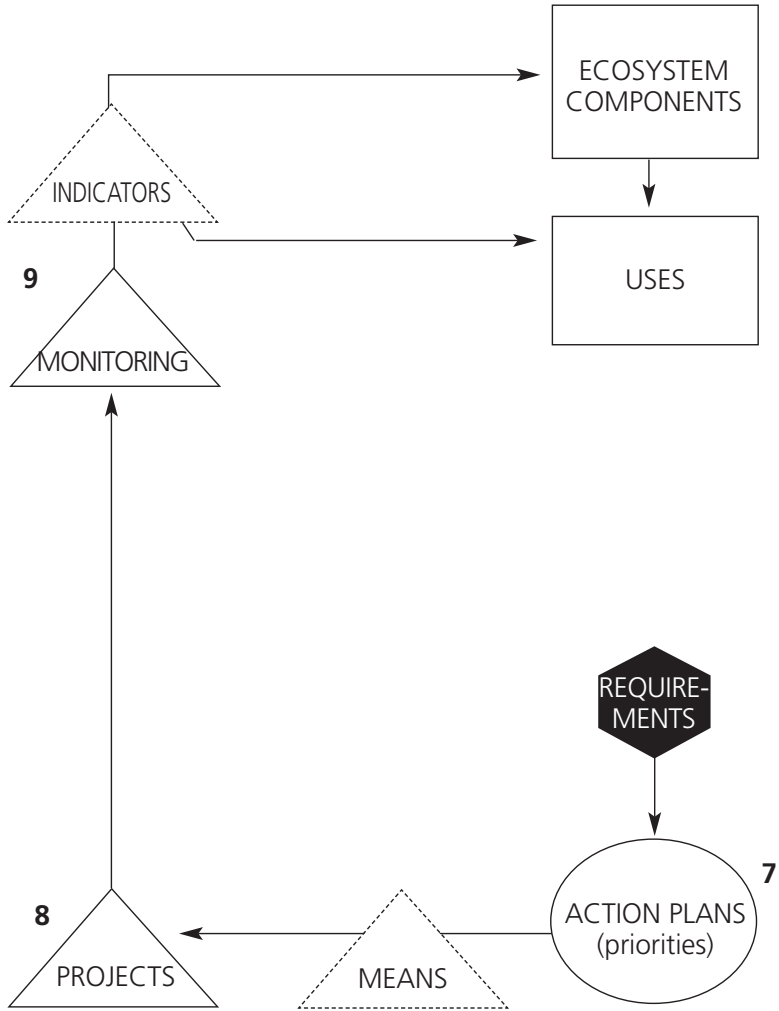 ECOSYSTEM
COMPONENTS
INDICATORS
USES
9
MONITORING
REQUIRE-
MENTS
7
8
ACTION PLANS
(priorities)
PROJECTS
MEANS